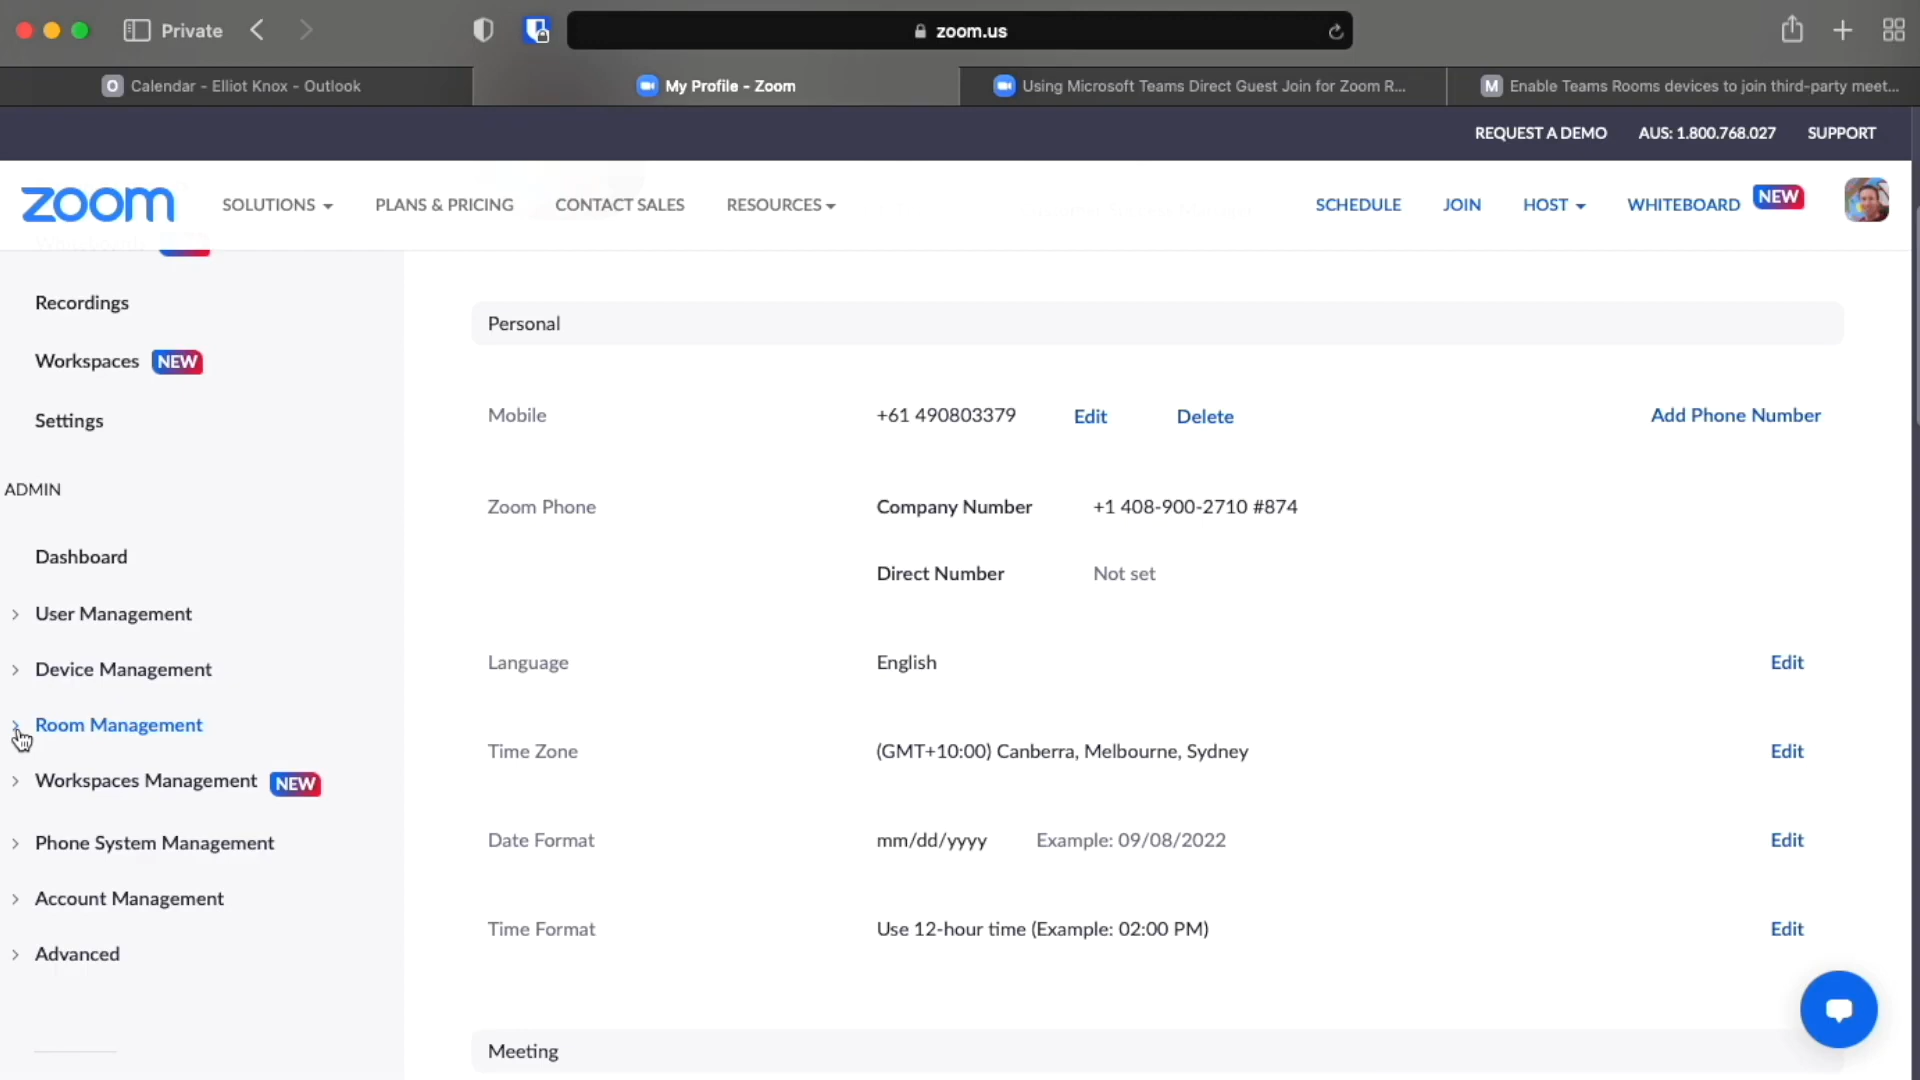 Private
zoom.us
Calendar - Elliot Knox - Outlook
My Profile - Zoom
Using Microsoft Teams Direct Guest Join for Zoom R...
Enable Teams Rooms devices to join third-party meet...
REQUEST A DEMO
AUS: 1.800.768.027
SUPPORT
zoom
SOLUTIONS
PLANS & PRICING
CONTACT SALES
RESOURCES
SCHEDULE
JOIN
HOST
WHITEBOARD
NEW
Recordings
Workspaces NEW
Settings
ADMIN
Dashboard
User Management
Device Management
Room Management
Workspaces Management NEW
Phone System Management
Account Management
Advanced
Personal
Mobile +61 490803379 Edit Delete Add Phone Number
Zoom Phone Company Number +1 408-900-2710 #874
Direct Number Not set
Language English Edit
Time Zone (GMT+10:00) Canberra, Melbourne, Sydney Edit
Date Format mm/dd/yyyy Example: 09/08/2022 Edit
Time Format Use 12-hour time (Example: 02:00 PM) Edit
Meeting